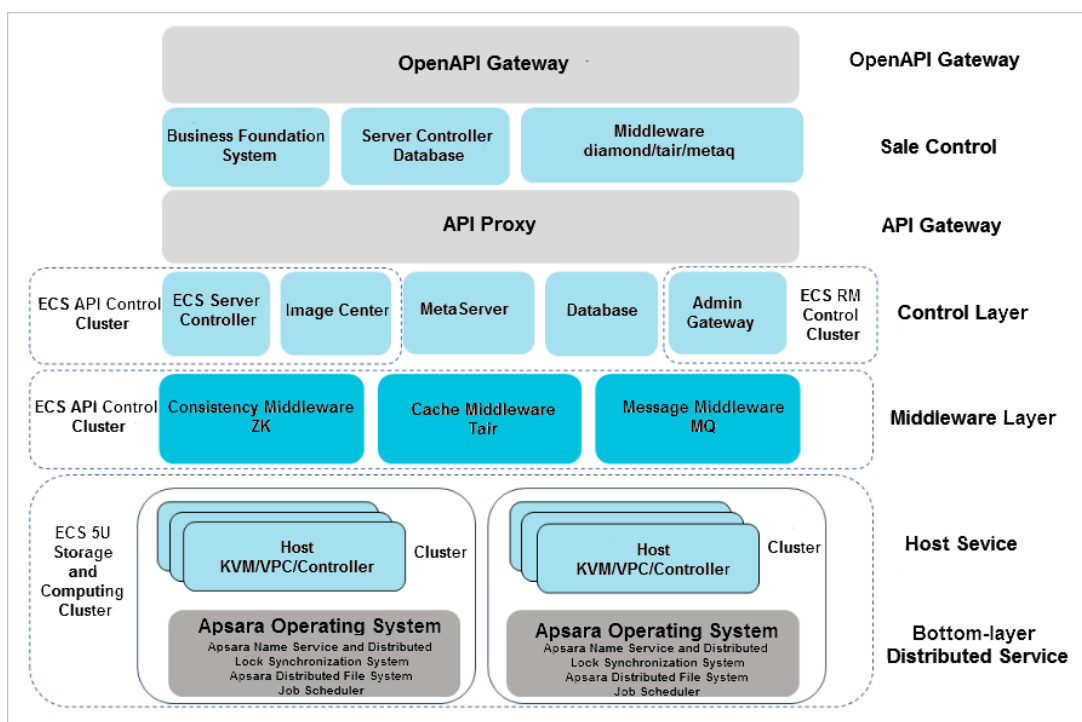 OpenAPI Gateway
OpenAPI Gateway
Business Foundation
System
Server Controller
Database
Middleware
diamond/tair/metaq
Sale Control
API Proxy
API Gateway
ECS API Control
Cluster
ECS Server
Controller
Image Center
MetaServer
Database
Admin
Gateway
ECS RM
Control
Cluster
Control Layer
ECS API Control
Cluster
Consistency Middleware
ZK
Cache Middleware
Tair
Message Middleware
MQ
Middleware Layer
ECS 5U
Storage
and
Computing
Cluster
Host
KVM/VPC/Controller
Cluster
Host
KVM/VPC/Controller
Cluster
Host Sevice
Apsara Operating System
Apsara Name Service and Distributed
Lock Synchronization System
Apsara Distributed File System
Job Scheduler
Apsara Operating System
Apsara Name Service and Distributed
Lock Synchronization System
Apsara Distributed File System
Job Scheduler
Bottom-layer
Distributed Service